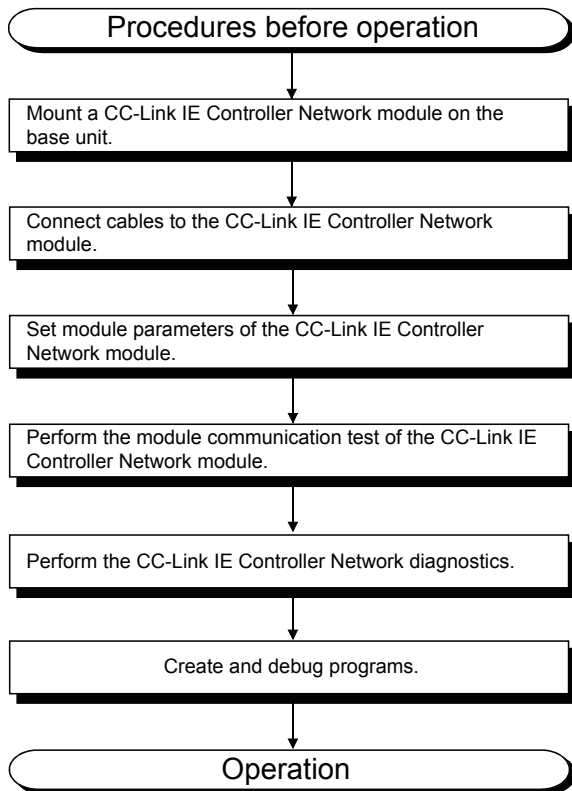 Procedures before operation
Mount a CC-Link IE Controller Network module on the
base unit.
Connect cables to the CC-Link IE Controller Network
module.
Set module parameters of the CC-Link IE Controller
Network module.
Perform the module communication test of the CC-Link IE
Controller Network module.
Perform the CC-Link IE Controller Network diagnostics.
Create and debug programs.
Operation